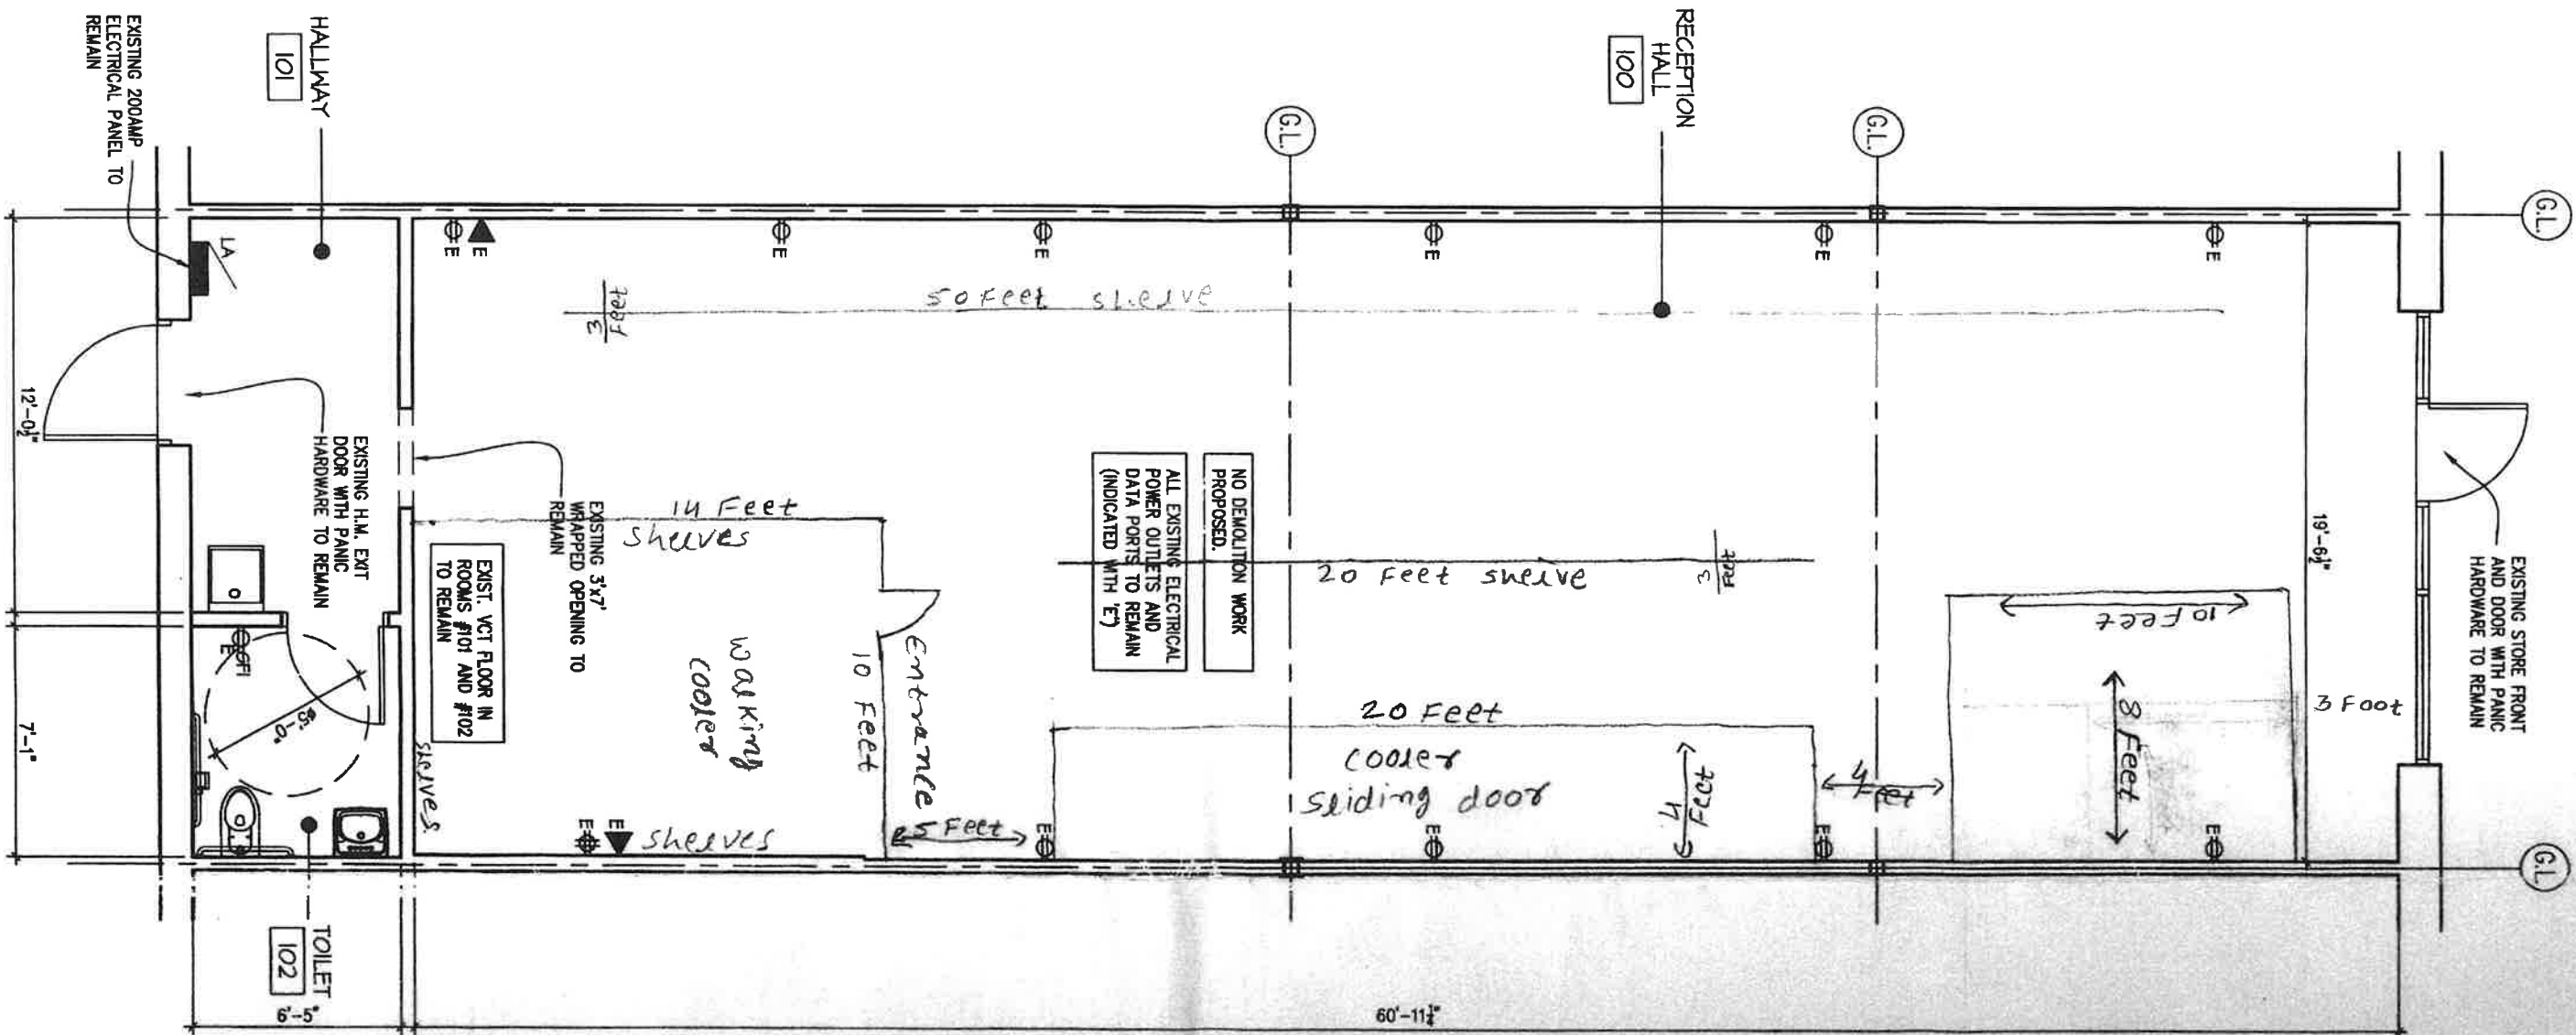 RECEPTION
HALL
100
HALLWAY
101
EXISTING 200AMP
ELECTRICAL PANEL TO
REMAIN
G.L.
G.L.
G.L.
G.L.
EXISTING STORE FRONT
AND DOOR WITH PANIC
HARDWARE TO REMAIN
LA
E
E
E
E
E
E
E
50 Feet shelve
3
Feet
19'-6½"
12'-0½"
7'-1"
EXISTING H.M. EXIT
DOOR WITH PANIC
HARDWARE TO REMAIN
EXISTING 3'x7'
WRAPPED OPENING TO
REMAIN
NO DEMOLITION WORK
PROPOSED.
ALL EXISTING ELECTRICAL
POWER OUTLETS AND
DATA PORTS TO REMAIN
(INDICATED WITH 'E')
EXIST. VCT FLOOR IN
ROOMS #101 AND #102
TO REMAIN
14 Feet
sheeves
20 Feet shelve
3
Feet
10 Feet
8 Feet
3 Foot
walking
cooler
10 Feet
Entrance
20 Feet
cooler
sliding door
4
Feet
4
Feet
5 Feet
GFI
E
ø5'-0"
shelves
sheeves
E
E
E
E
E
E
TOILET
102
6'-5"
60'-11¼"